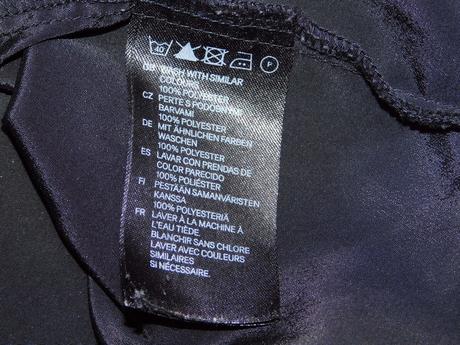 40 P
WASH WITH SIMILAR
COLOURS
100% POLYESTER
CZ PERTE S PODOBNÝMI
BARVAMI
100% POLYESTER
DE MIT ÄHNLICHEN FARBEN
WASCHEN
100% POLYESTER
ES LAVAR CON PRENDAS DE
COLOR PARECIDO
100% POLIÉSTER
FI PESTÄÄN SAMANVÄRISTEN
KANSSA
100% POLYESTERIÄ
FR LAVER À LA MACHINE À
L'EAU TIÈDE.
BLANCHIR SANS CHLORE
LAVER AVEC COULEURS
SIMILAIRES
SI NÉCESSAIRE.